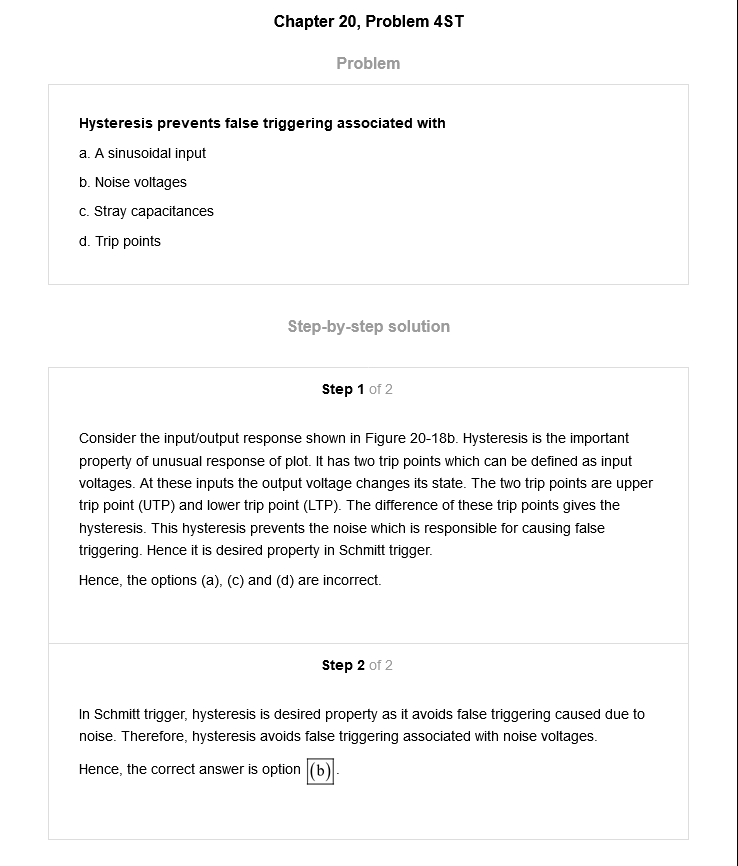 Chapter 20, Problem 4ST
Problem
Hysteresis prevents false triggering associated with
a. A sinusoidal input
b. Noise voltages
c. Stray capacitances
d. Trip points
Step-by-step solution
Step 1 of 2
Consider the input/output response shown in Figure 20-18b. Hysteresis is the important
property of unusual response of plot. It has two trip points which can be defined as input
voltages. At these inputs the output voltage changes its state. The two trip points are upper
trip point (UTP) and lower trip point (LTP). The difference of these trip points gives the
hysteresis. This hysteresis prevents the noise which is responsible for causing false
triggering. Hence it is desired property in Schmitt trigger.
Hence, the options (a), (c) and (d) are incorrect.
Step 2 of 2
In Schmitt trigger, hysteresis is desired property as it avoids false triggering caused due to
noise. Therefore, hysteresis avoids false triggering associated with noise voltages.
Hence, the correct answer is option (b).